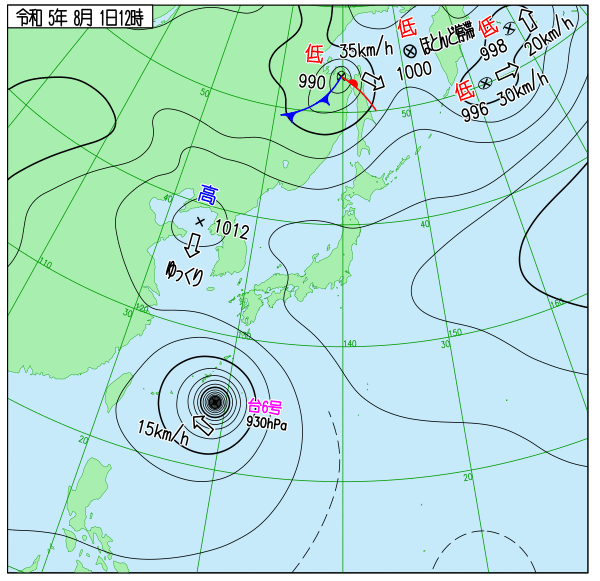 令和 5年 8月 1日12時
低
35km/h
990
低
ほとんど停滞
1000
低
998
20km/h
低
996
30km/h
50
50
高
1012
ゆっくり
40
40
110
120
30
130
140
30
150
160
台6号
930hPa
15km/h
20
20